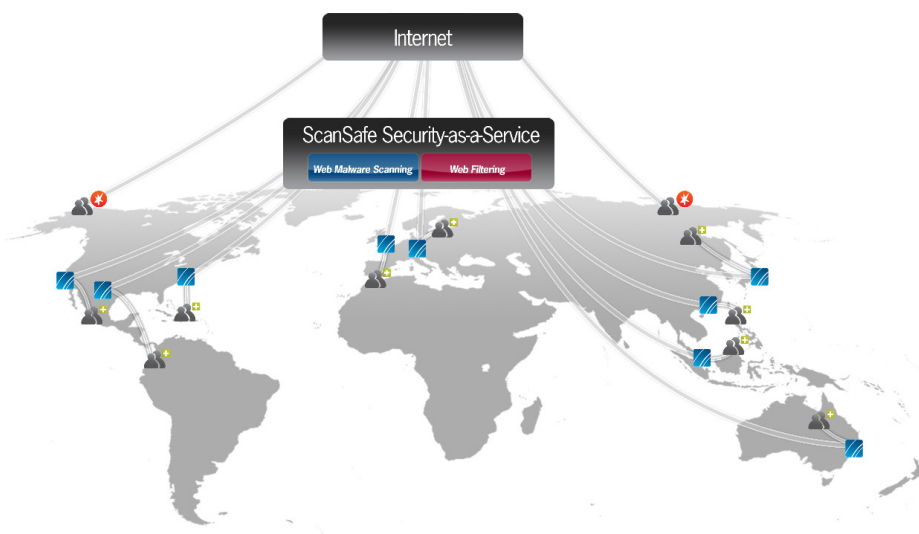 Internet
ScanSafe Security-as-a-Service
Web Malware Scanning
Web Filtering